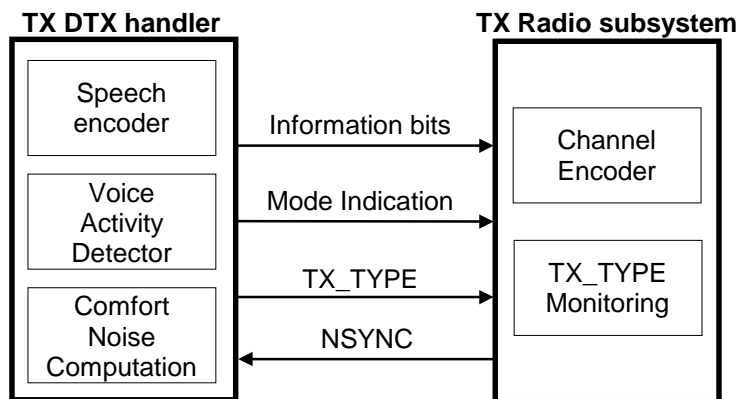 TX DTX handler
TX Radio subsystem
Speech
encoder
Voice
Activity
Detector
Comfort
Noise
Computation
Information bits
Mode Indication
TX_TYPE
NSYNC
Channel
Encoder
TX_TYPE
Monitoring